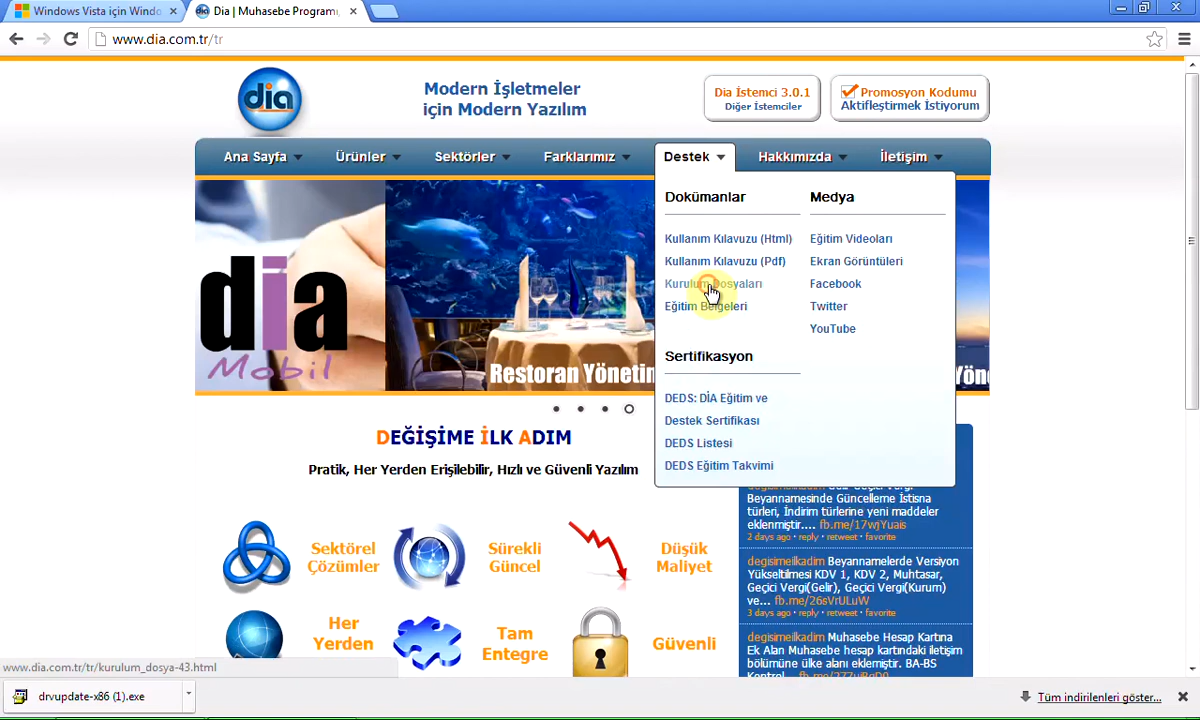 Windows Vista için Windo
Dia | Muhasebe Programı,
www.dia.com.tr/tr
dia
Modern İşletmeler
için Modern Yazılım
Dia İstemci 3.0.1
Diğer İstemciler
Promosyon Kodumu
Aktifleştirmek İstiyorum
Ana Sayfa
Ürünler
Sektörler
Farklarımız
Destek
Hakkımızda
İletişim
Dokümanlar
Kullanım Kılavuzu (Html)
Kullanım Kılavuzu (Pdf)
Kurulum Dosyaları
Eğitim Belgeleri
Medya
Eğitim Videoları
Ekran Görüntüleri
Facebook
Twitter
YouTube
Sertifikasyon
DEDS: DİA Eğitim ve
Destek Sertifikası
DEDS Listesi
DEDS Eğitim Takvimi
dia
Mobil
Restoran Yönetin
Yöne
DEĞİŞİME İLK ADIM
Pratik, Her Yerden Erişilebilir, Hızlı ve Güvenli Yazılım
Sektörel
Çözümler
Sürekli
Güncel
Düşük
Maliyet
Her
Yerden
Tam
Entegre
Güvenli
Beyannamesinde Güncelleme İstisna
türleri, İndirim türlerine yeni maddeler
eklenmiştir.... fb.me/17wjYuais
2 days ago · reply · retweet · favorite
degisimeilkadim Beyannamelerde Versiyon
Yükseltilmesi KDV 1, KDV 2, Muhtasar,
Geçici Vergi(Gelir), Geçici Vergi(Kurum)
ve... fb.me/26sVrULuW
3 days ago · reply · retweet · favorite
degisimeilkadim Muhasebe Hesap Kartına
Ek Alan Muhasebe hesap kartındaki iletişim
bölümüne ülke alanı eklemiştir. BA-BS
www.dia.com.tr/tr/kurulum_dosya-43.html
drvupdate-x86 (1).exe
Tüm indirilenleri göster...